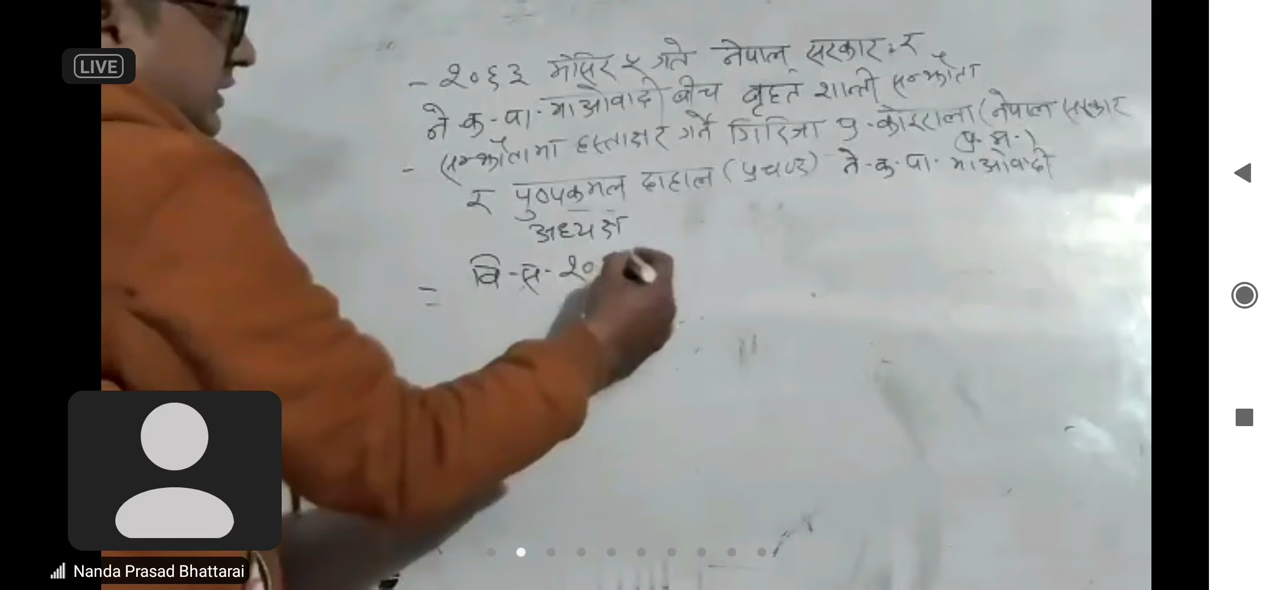 LIVE
- २०६३ मंसिर ५ गते नेपाल सरकार र
ने.क.पा.माओवादी बीच बृहत शान्ती सम्झौता
- सम्झौतामा हस्ताक्षर गर्ने गिरिजा प्र.कोइराला (नेपाल सरकार
प्र.म.)
र पुष्पकमल दाहाल (प्रचण्ड) ने.क.पा.माओवादी
अध्यक्ष
= वि.स.२०
Nanda Prasad Bhattarai